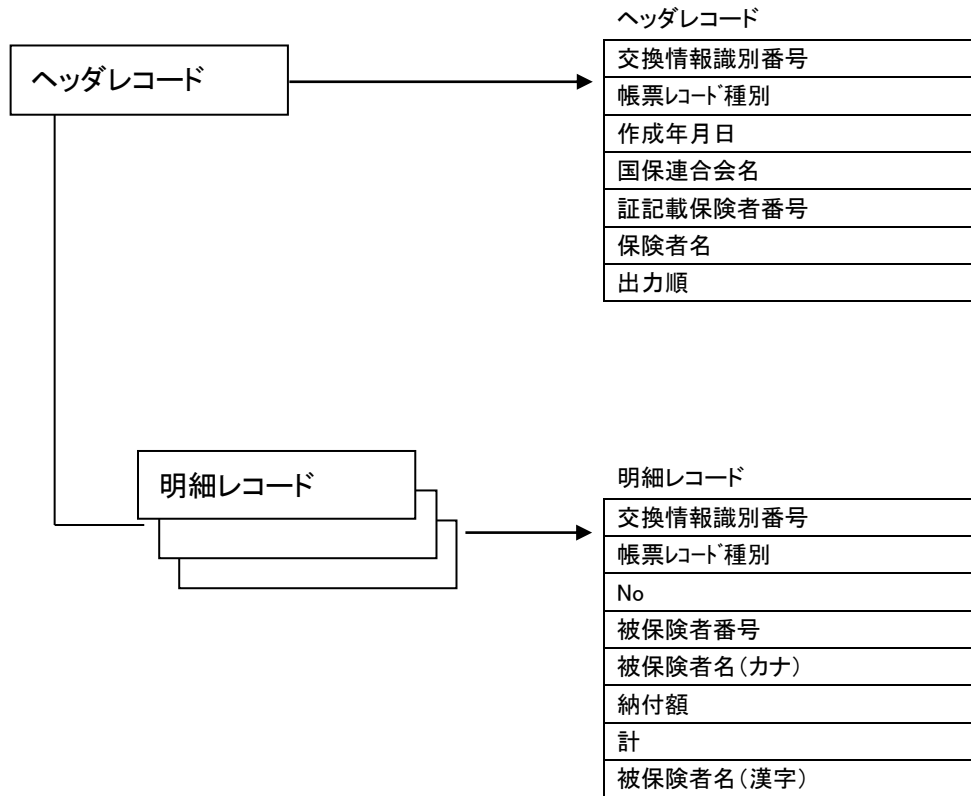 ヘッダレコード
ヘッダレコード
交換情報識別番号
帳票ﾚｺｰﾄﾞ種別
作成年月日
国保連合会名
証記載保険者番号
保険者名
出力順
明細レコード
明細レコード
交換情報識別番号
帳票ﾚｺｰﾄﾞ種別
No
被保険者番号
被保険者名（カナ）
納付額
計
被保険者名（漢字）